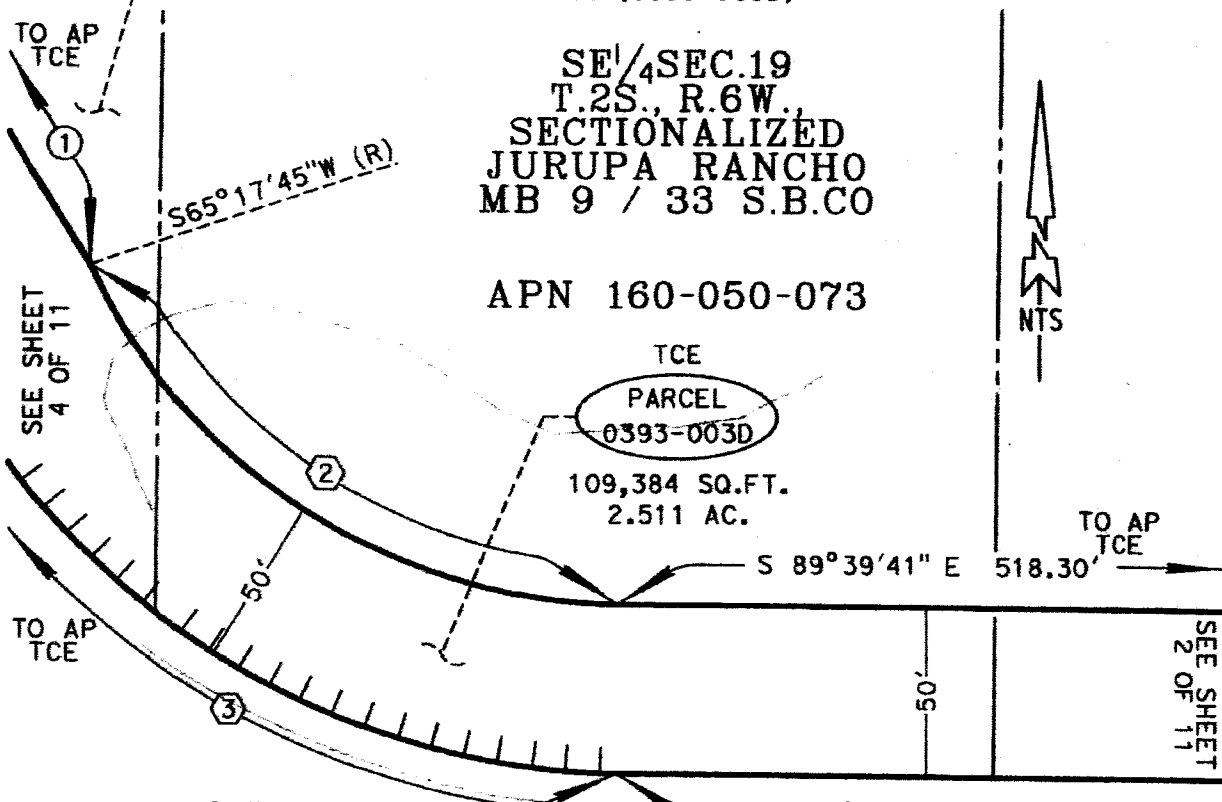 TO AP
TCE
SE1/4SEC.19
T.2S., R.6W.,
SECTIONALIZED
JURUPA RANCHO
MB 9 / 33 S.B.CO
1
S65°17'45"W (R)
APN 160-050-073
NTS
SEE SHEET
4 OF 11
TCE
PARCEL
0393-003D
109,384 SQ.FT.
2.511 AC.
2
TO AP
TCE
S 89°39'41" E 518.30'
50'
TO AP
TCE
3
50'
SEE SHEET
2 OF 11